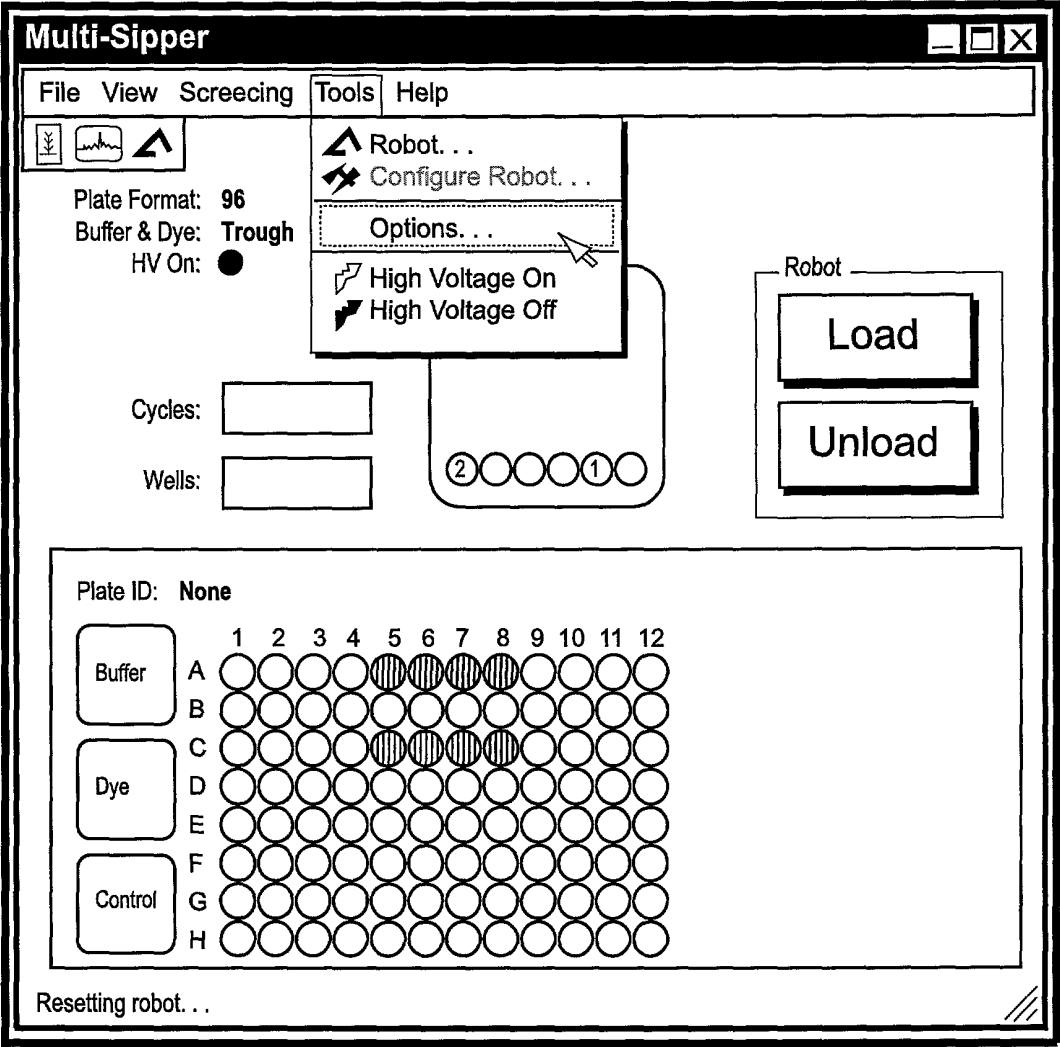 Multi-Sipper
File View Screecing Tools Help
Robot. . .
Configure Robot. . .
Options. . .
High Voltage On
High Voltage Off
Plate Format: 96
Buffer & Dye: Trough
HV On:
Cycles:
Wells:
2 1
Robot
Load
Unload
Plate ID: None
1 2 3 4 5 6 7 8 9 10 11 12
Buffer
A
B
C
Dye
D
E
F
Control
G
H
Resetting robot. . .